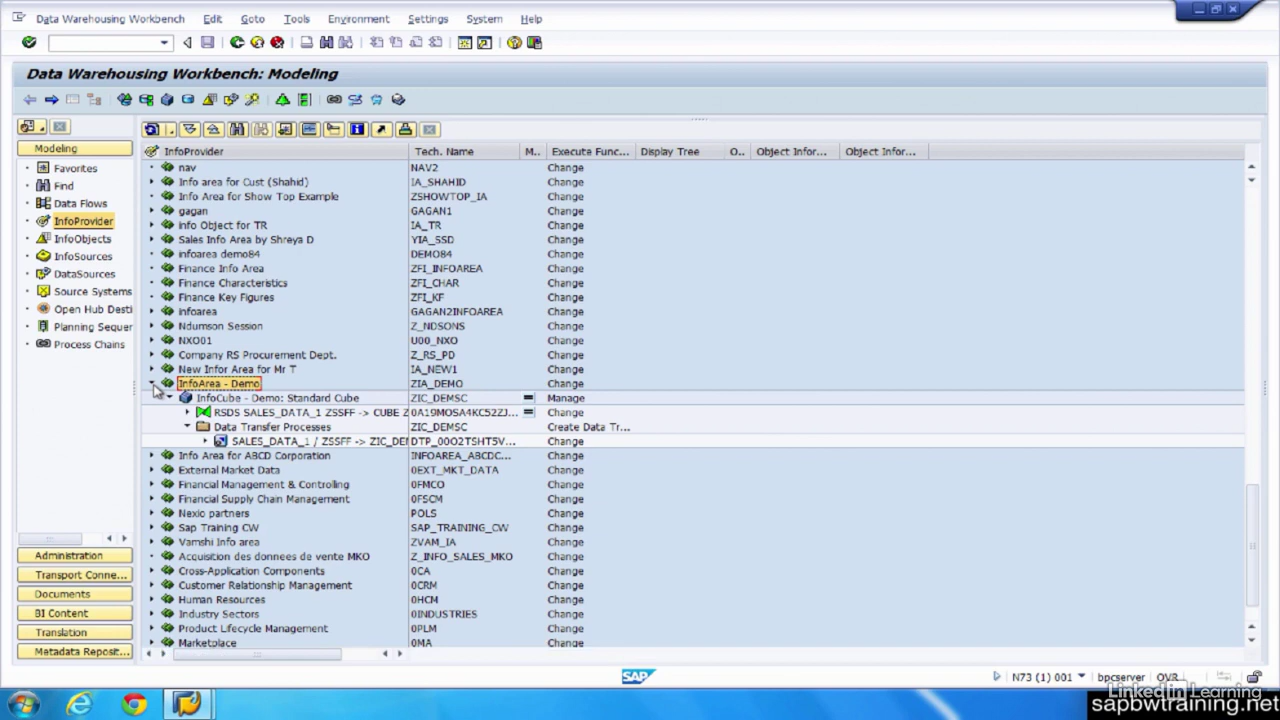 Data Warehousing Workbench Edit Goto Tools Environment Settings System Help
Data Warehousing Workbench: Modeling
Modeling
Favorites
Find
Data Flows
InfoProvider
InfoObjects
InfoSources
DataSources
Source Systems
Open Hub Desti
Planning Sequer
Process Chains
Administration
Transport Conne...
Documents
BI Content
Translation
Metadata Reposit...
InfoProvider Tech. Name M.. Execute Func... Display Tree O.. Object Infor... Object Infor...
nav NAV2 Change
Info area for Cust (Shahid) IA_SHAHID Change
Info Area for Show Top Example ZSHOWTOP_IA Change
gagan GAGAN1 Change
info Object for TR IA_TR Change
Sales Info Area by Shreya D YIA_SSD Change
infoarea demo84 DEMO84 Change
Finance Info Area ZFI_INFOAREA Change
Finance Characteristics ZFI_CHAR Change
Finance Key Figures ZFI_KF Change
infoarea GAGAN2INFOAREA Change
Ndumson Session Z_NDSONS Change
NXO01 U00_NXO Change
Company RS Procurement Dept. Z_RS_PD Change
New Infor Area for Mr T IA_NEW1 Change
InfoArea - Demo ZIA_DEMO Change
InfoCube - Demo: Standard Cube ZIC_DEMSC Manage
RSDS SALES_DATA_1 ZSSFF -> CUBE Z 0A19MOSA4KC52ZJ... Change
Data Transfer Processes ZIC_DEMSC Create Data Tr...
SALES_DATA_1 / ZSSFF -> ZIC_DEM DTP_00O2TSHT5V... Change
Info Area for ABCD Corporation INFOAREA_ABCDC... Change
External Market Data 0EXT_MKT_DATA Change
Financial Management & Controlling 0FMCO Change
Financial Supply Chain Management 0FSCM Change
Nexio partners POLS Change
Sap Training CW SAP_TRAINING_CW Change
Vamshi Info area ZVAM_IA Change
Acquisition des donnees de vente MKO Z_INFO_SALES_MKO Change
Cross-Application Components 0CA Change
Customer Relationship Management 0CRM Change
Human Resources 0HCM Change
Industry Sectors 0INDUSTRIES Change
Product Lifecycle Management 0PLM Change
Marketplace 0MA Change
SAP N73 (1) 001 bpcserver OVR
LinkedIn Learning
sapbwtraining.net